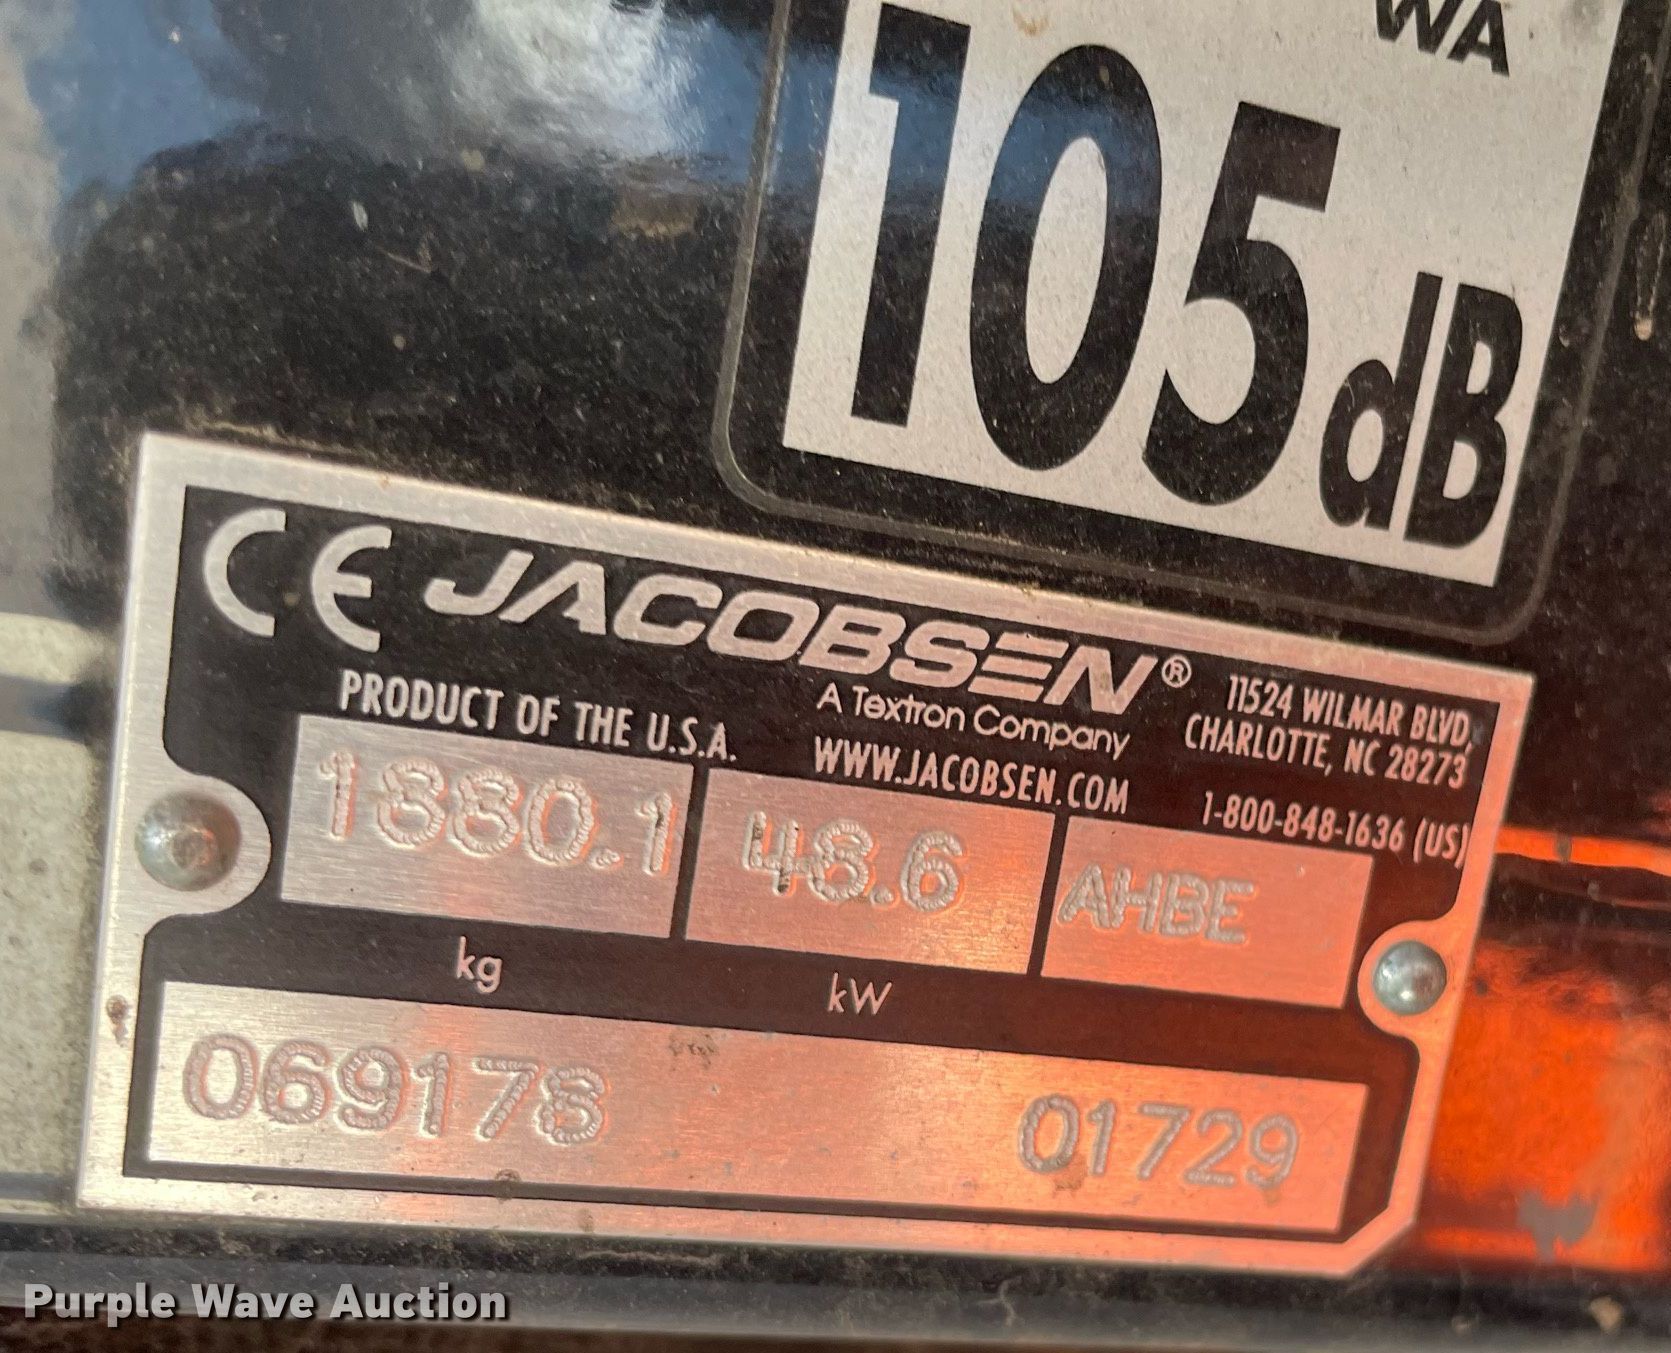 WA
105 dB
CE JACOBSEN®
A Textron Company
PRODUCT OF THE U.S.A.
WWW.JACOBSEN.COM
11524 WILMAR BLVD,
CHARLOTTE, NC 28273
1-800-848-1636 (US)
1880.1 48.6 AHBE
kg kW
069178 01729
Purple Wave Auction